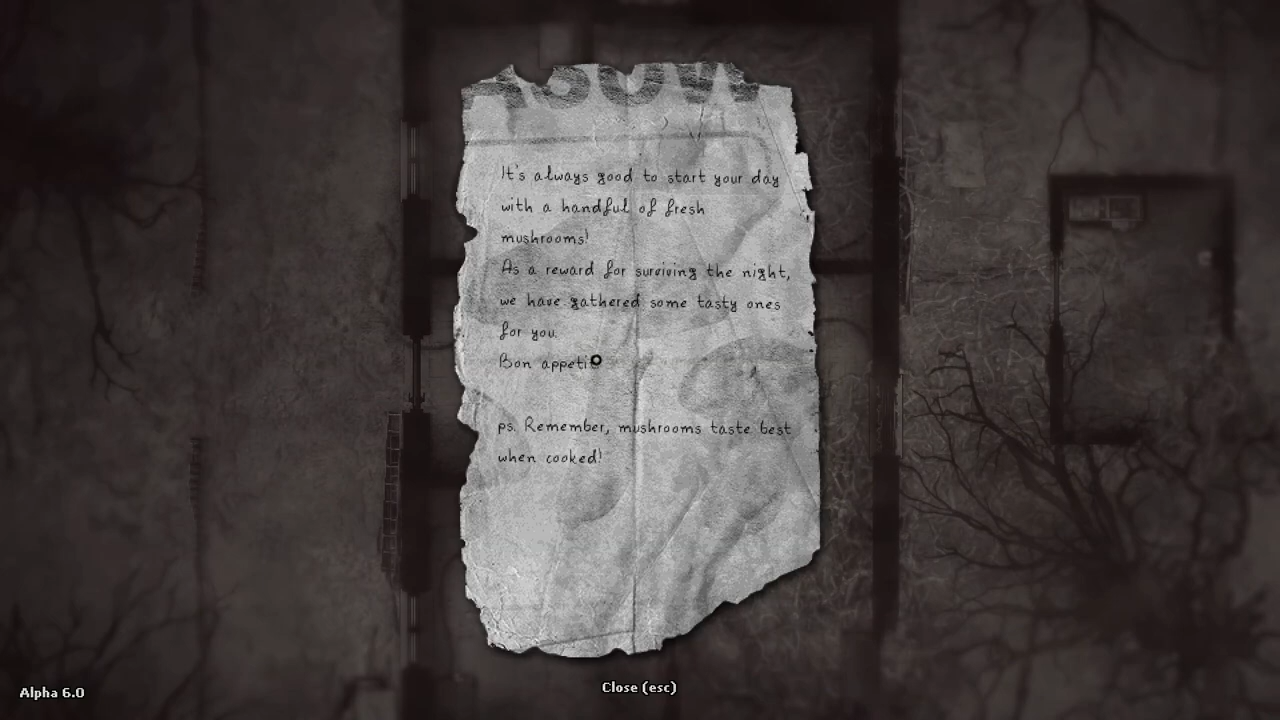 It's always good to start your day
with a handful of fresh
mushrooms!
As a reward for surviving the night,
we have gathered some tasty ones
for you.
Bon appeti
ps. Remember, mushrooms taste best
when cooked!
Alpha 6.0
Close (esc)